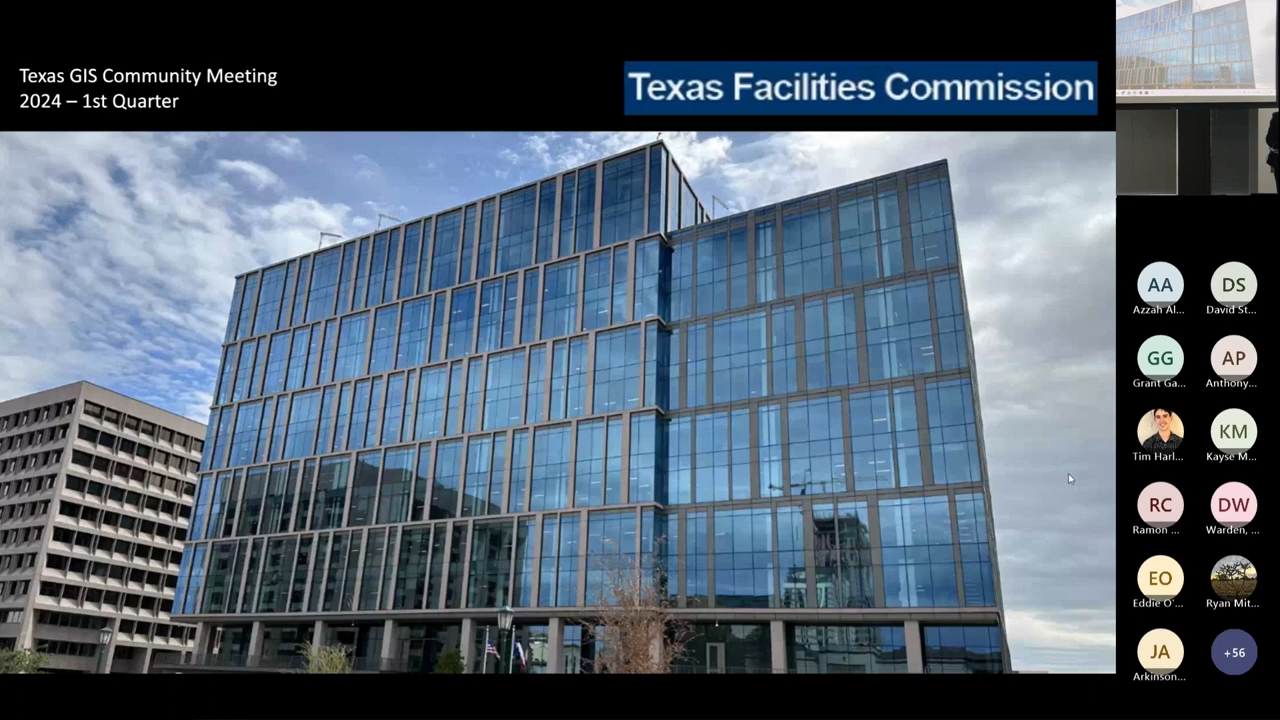 Texas GIS Community Meeting
2024 – 1st Quarter
Texas Facilities Commission
AA
Azzah Al...
DS
David St...
GG
Grant Ga...
AP
Anthony...
Tim Harl...
KM
Kayse M...
RC
Ramon ...
DW
Warden, ...
EO
Eddie O'...
Ryan Mit...
JA
Arkinson...
+56